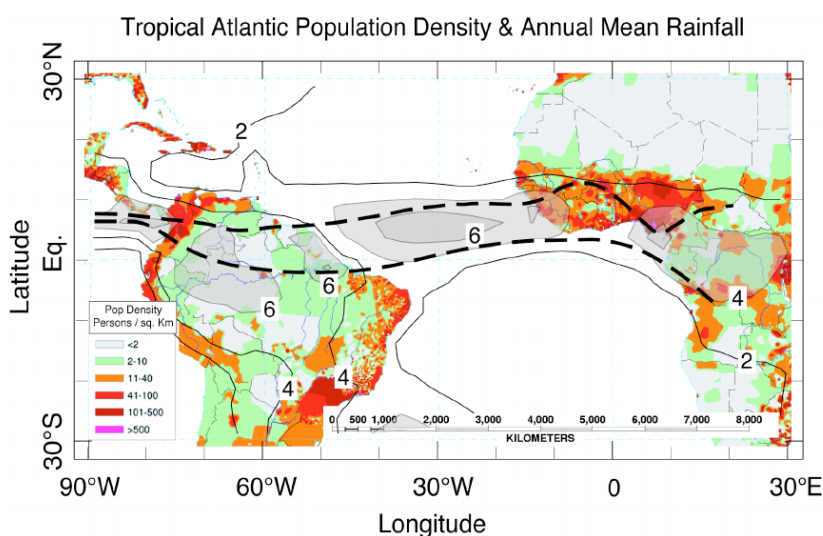 Tropical Atlantic Population Density & Annual Mean Rainfall
30°N
2
6
Latitude
Eq.
6
6
4
Pop Density
Persons / sq. Km
<2
2-10
11-40
41-100
101-500
>500
4
4
2
0 500 1,000 2,000 3,000 4,000 5,000 6,000 7,000 8,000
KILOMETERS
30°S
90°W 60°W 30°W 0 30°E
Longitude